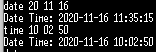 date 20 11 16
Date Time: 2020-11-16 11:35:15
time 10 02 50
Date Time: 2020-11-16 10:02:50